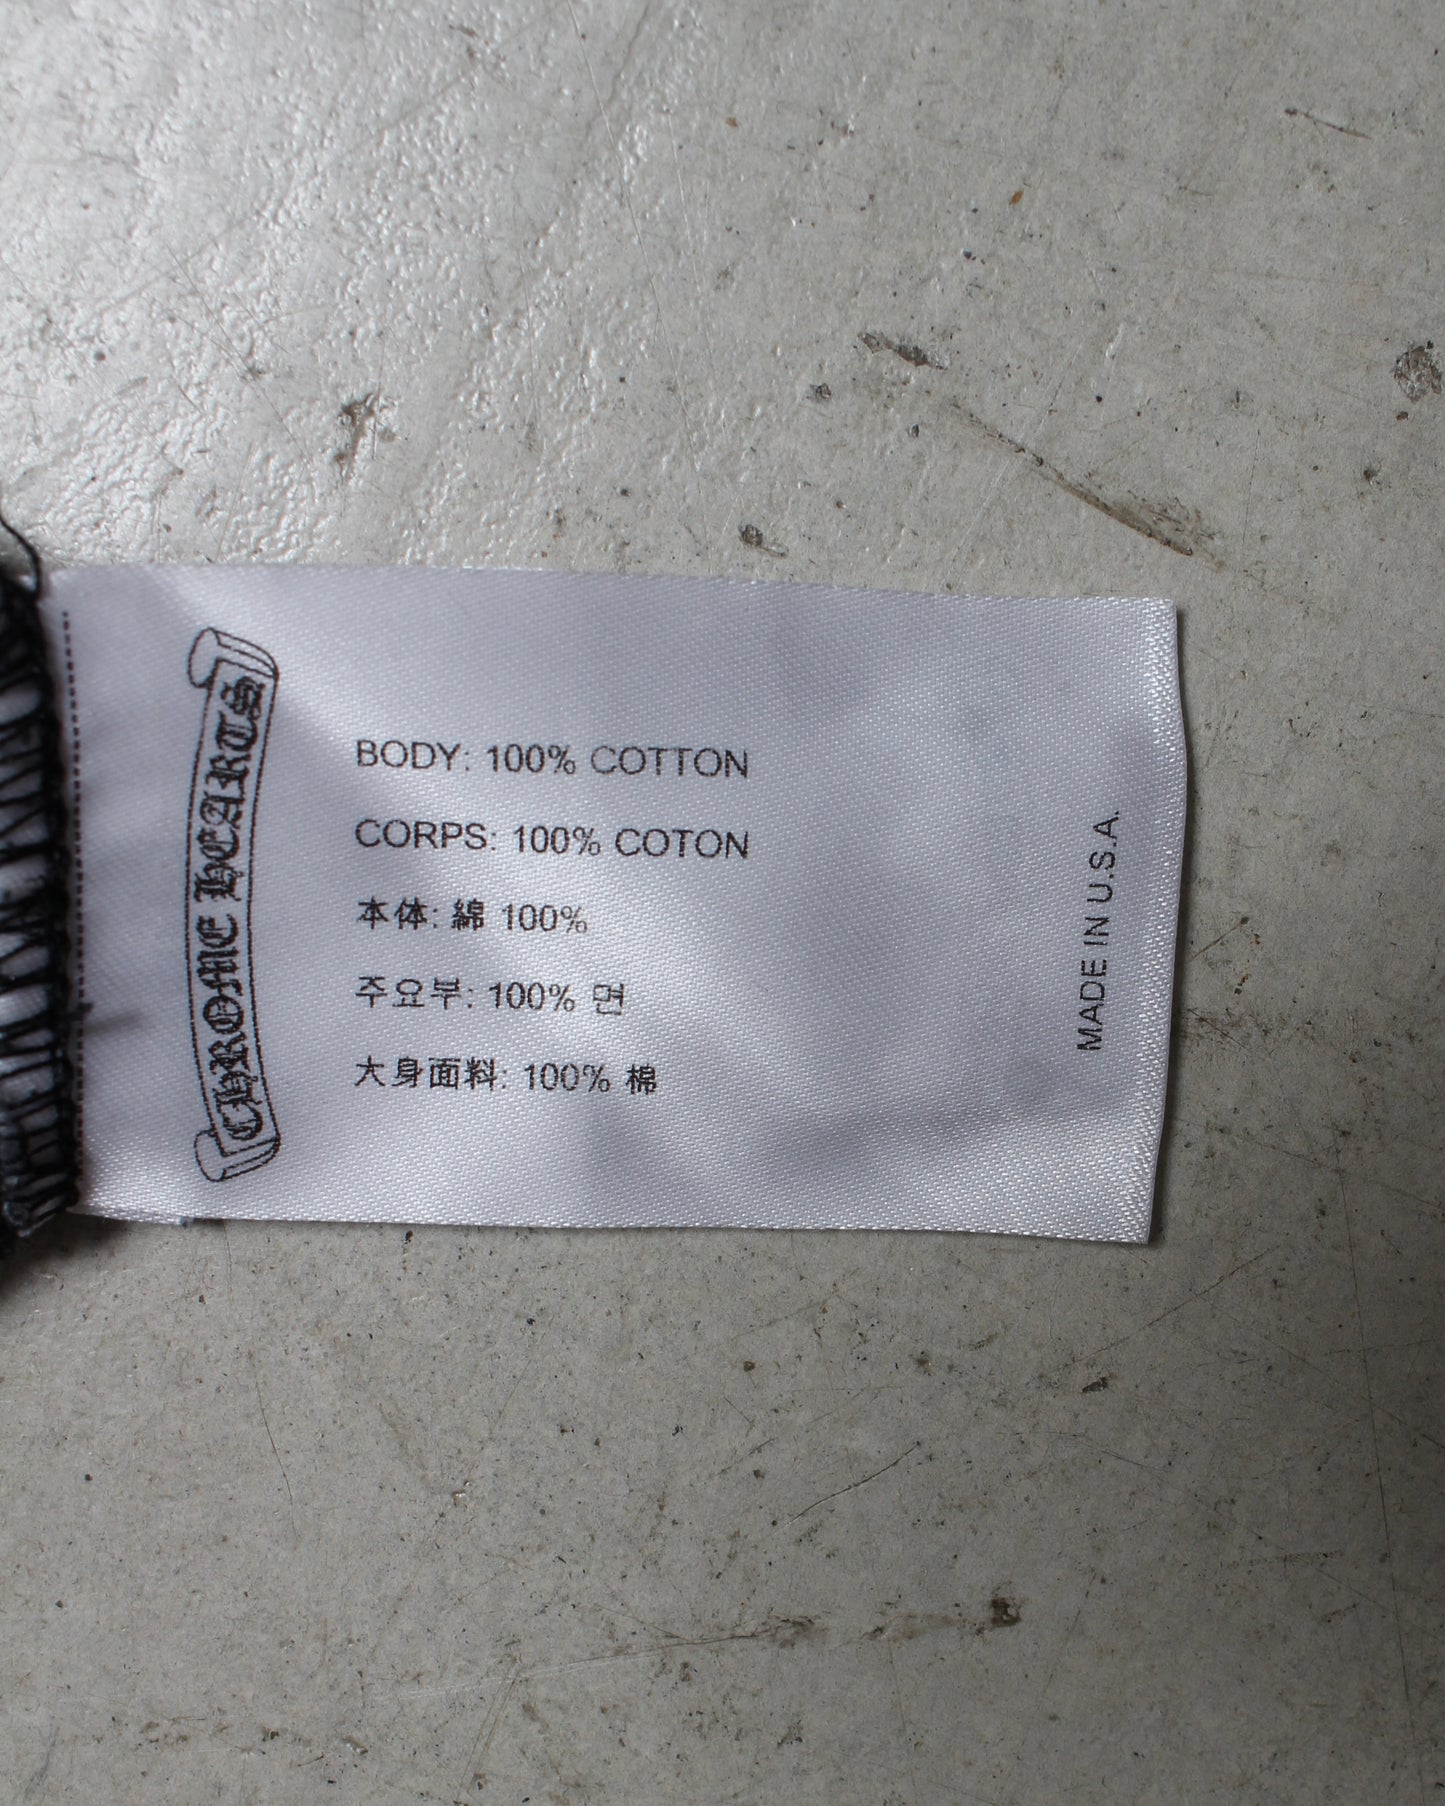 CHROME HEARTS
BODY: 100% COTTON
CORPS: 100% COTON
本体: 綿 100%
주요부: 100% 면
大身面料: 100% 棉
MADE IN U.S.A.